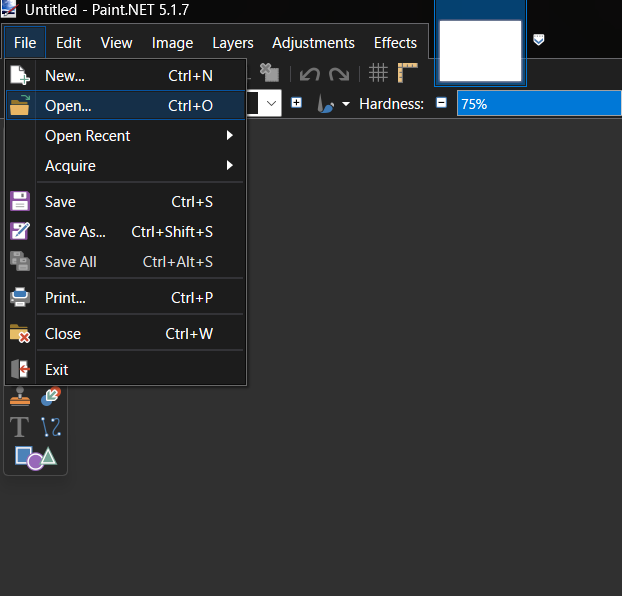 Untitled - Paint.NET 5.1.7
File Edit View Image Layers Adjustments Effects
New... Ctrl+N
Open... Ctrl+O
Hardness: 75%
Open Recent
Acquire
Save Ctrl+S
Save As... Ctrl+Shift+S
Save All Ctrl+Alt+S
Print... Ctrl+P
Close Ctrl+W
Exit